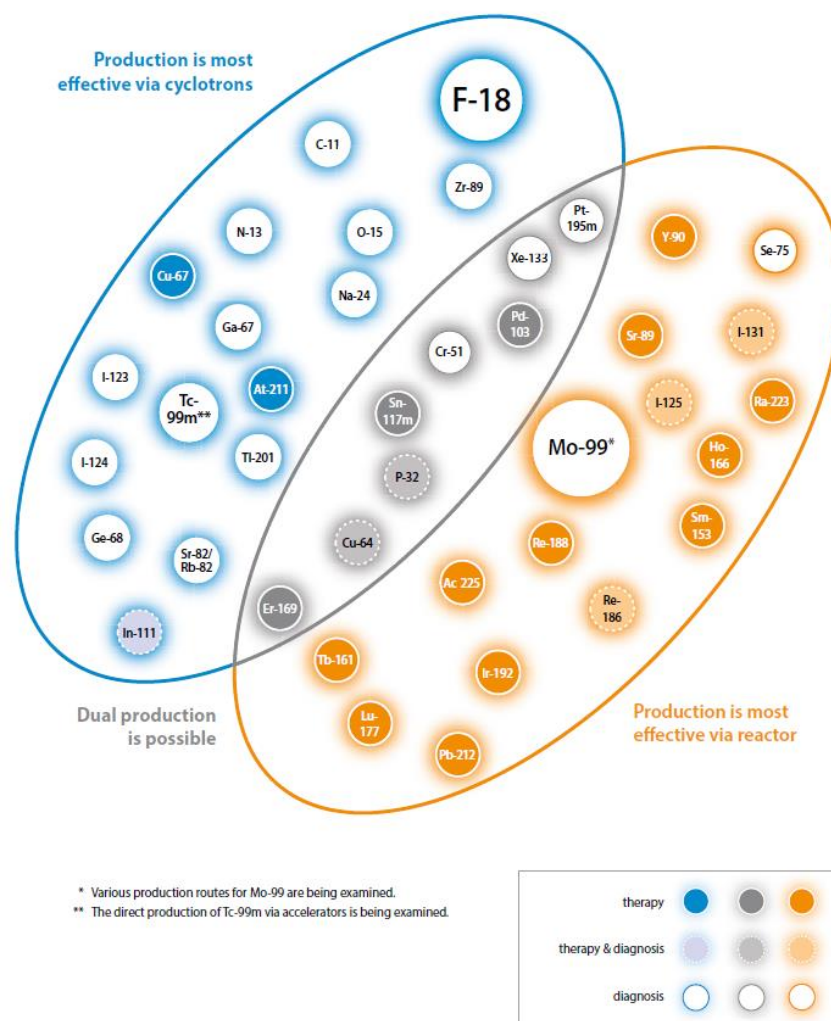 Production is most
effective via cyclotrons
F-18
C-11
Zr-89
Pt-
195m
N-13
O-15
Y-90
Se-75
Xe-133
Cu-67
Na-24
Ga-67
Pd-
103
Sr-89
I-131
Cr-51
I-123
Tc-
99m**
At-211
Sn-
117m
I-125
Ra-223
Mo-99*
I-124
Tl-201
Ho-
166
P-32
Ge-68
Sr-82/
Rb-82
Cu-64
Re-188
Sm-
153
Ac 225
Er-169
Re-
186
In-111
Tb-161
Ir-192
Lu-
177
Pb-212
Dual production
is possible
Production is most
effective via reactor
* Various production routes for Mo-99 are being examined.
** The direct production of Tc-99m via accelerators is being examined.
therapy
therapy & diagnosis
diagnosis